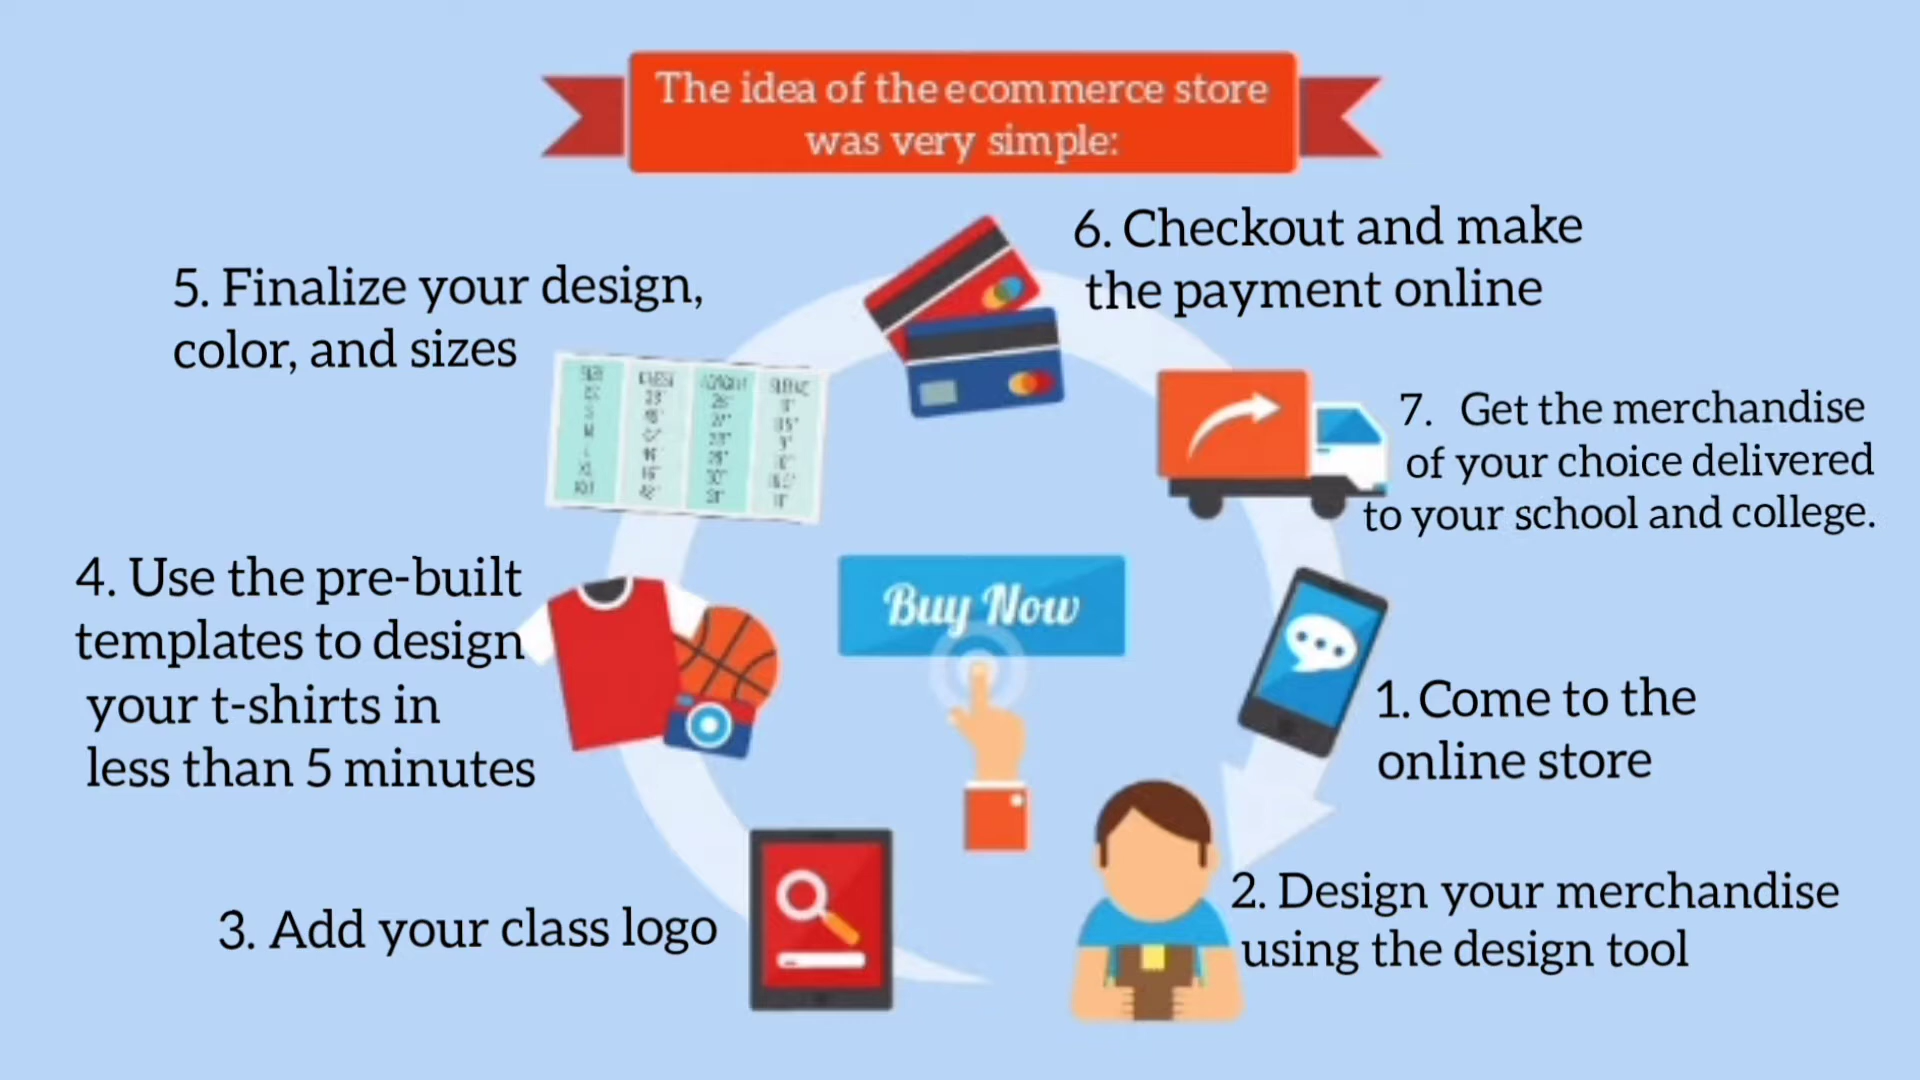 The idea of the ecommerce store
was very simple:
6. Checkout and make
the payment online
5. Finalize your design,
color, and sizes
7. Get the merchandise
of your choice delivered
to your school and college.
4. Use the pre-built
templates to design
your t-shirts in
less than 5 minutes
Buy Now
1. Come to the
online store
2. Design your merchandise
using the design tool
3. Add your class logo